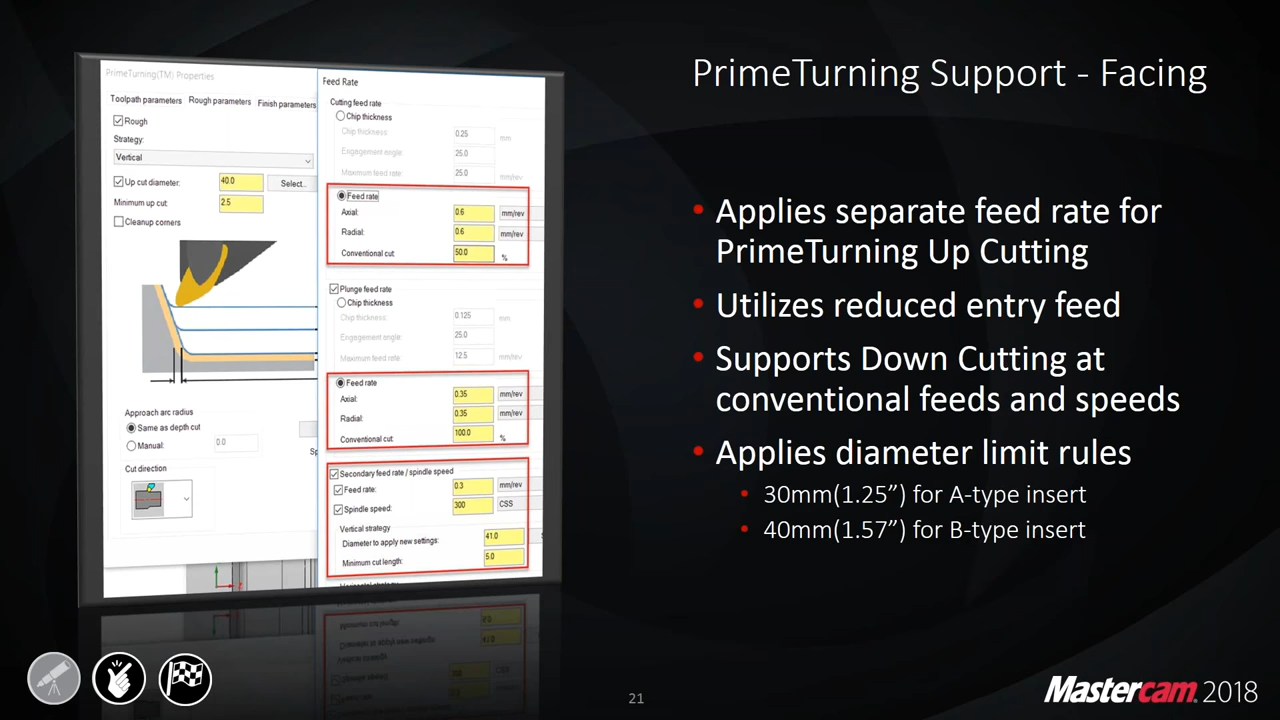 PrimeTurning Support - Facing
PrimeTurning(TM) Properties
Toolpath parameters Rough parameters Finish parameters
Rough
Strategy:
Vertical
Up cut diameter: 40.0 Select..
Minimum up cut: 2.5
Cleanup corners
Approach arc radius
Same as depth cut
Manual: 0.0
Sp
Cut direction
Feed Rate
Cutting feed rate
Chip thickness
Chip thickness: 0.25 mm
Engagement angle: 25.0
Maximum feed rate: 25.0 mm/rev
Feed rate
Axial: 0.6 mm/rev
Radial: 0.6 mm/rev
Conventional cut: 50.0 %
Plunge feed rate
Chip thickness
Chip thickness: 0.125 mm
Engagement angle: 25.0
Maximum feed rate: 12.5 mm/rev
Feed rate
Axial: 0.35 mm/rev
Radial: 0.35 mm/rev
Conventional cut: 100.0 %
Secondary feed rate / spindle speed
Feed rate: 0.3 mm/rev
Spindle speed: 300 CSS
Vertical strategy
Diameter to apply new settings: 41.0
Minimum cut length: 5.0
• Applies separate feed rate for
PrimeTurning Up Cutting
• Utilizes reduced entry feed
• Supports Down Cutting at
conventional feeds and speeds
• Applies diameter limit rules
• 30mm(1.25”) for A-type insert
• 40mm(1.57”) for B-type insert
21
Mastercam® 2018